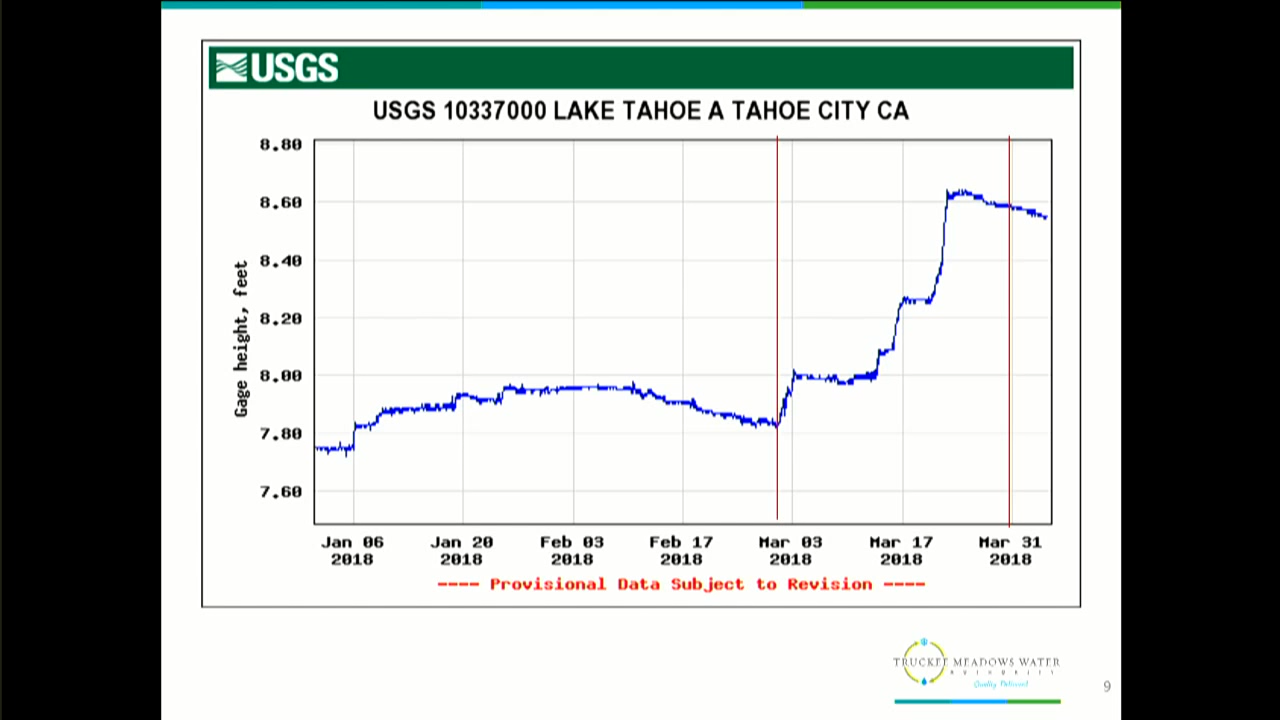 USGS
USGS 10337000 LAKE TAHOE A TAHOE CITY CA
Gage height, feet
8.80
8.60
8.40
8.20
8.00
7.80
7.60
Jan 06 Jan 20 Feb 03 Feb 17 Mar 03 Mar 17 Mar 31
2018 2018 2018 2018 2018 2018 2018
---- Provisional Data Subject to Revision ----
TRUCKEE MEADOWS WATER
Quality Delivered
9